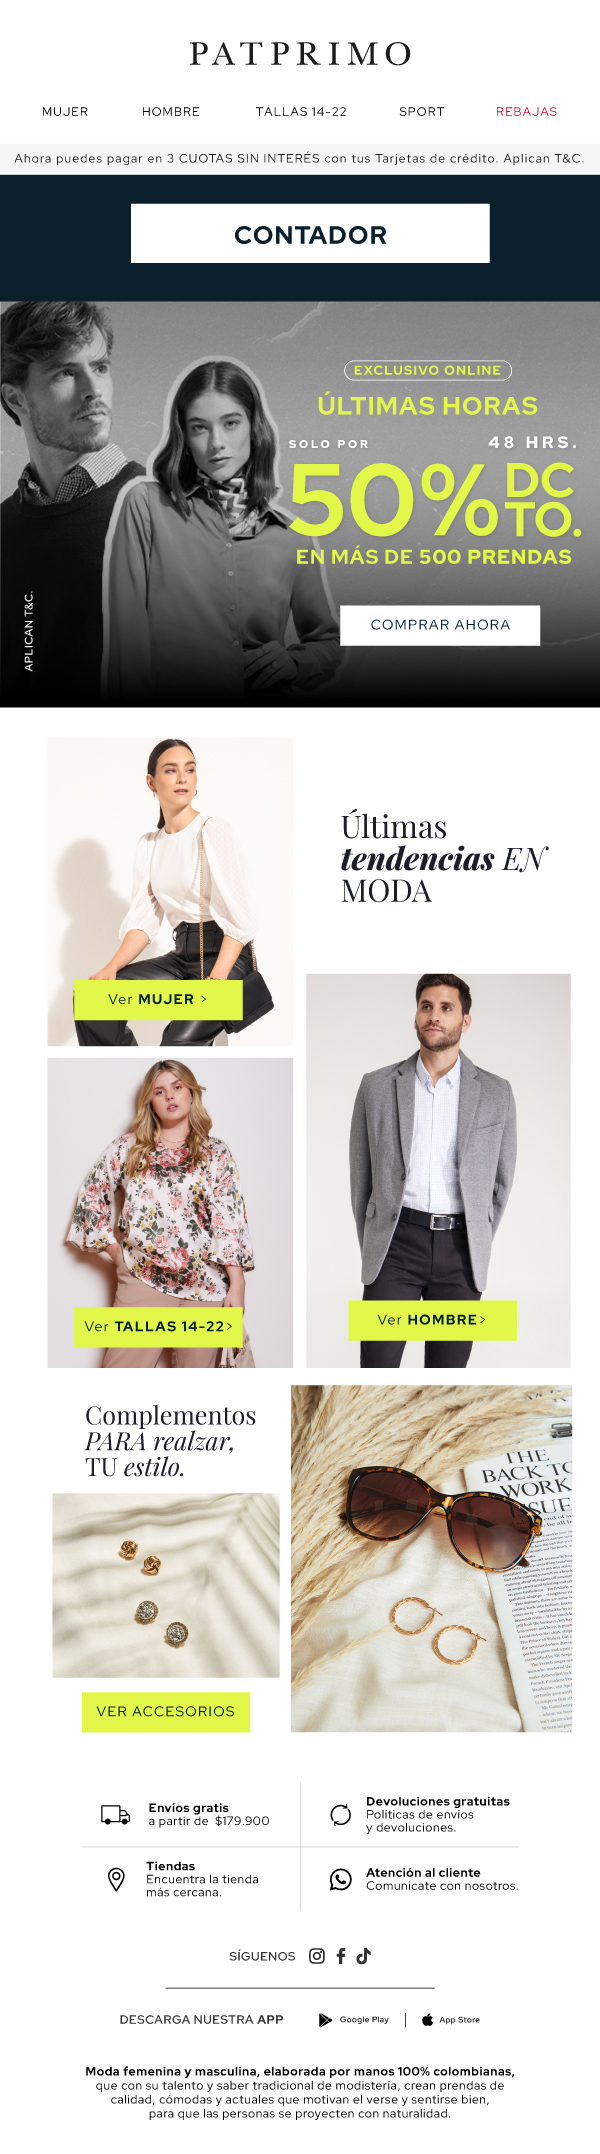 PATPRIMO
MUJER HOMBRE TALLAS 14-22 SPORT REBAJAS
Ahora puedes pagar en 3 CUOTAS SIN INTERÉS con tus Tarjetas de crédito. Aplican T&C.
CONTADOR
EXCLUSIVO ONLINE
ÚLTIMAS HORAS
SOLO POR 48 HRS.
50% DC
TO.
EN MÁS DE 500 PRENDAS
COMPRAR AHORA
APLICAN T&C.
Últimas
tendencias EN
MODA
Ver MUJER >
Ver TALLAS 14-22>
Ver HOMBRE>
Complementos
PARA realzar,
TU estilo.
THE
BACK TO
WORK
ISSUE
VER ACCESORIOS
Envíos gratis
a partir de $179.900
Devoluciones gratuitas
Políticas de envíos
y devoluciones.
Tiendas
Encuentra la tienda
más cercana.
Atención al cliente
Comunícate con nosotros.
SÍGUENOS
DESCARGA NUESTRA APP Google Play | App Store
Moda femenina y masculina, elaborada por manos 100% colombianas,
que con su talento y saber tradicional de modistería, crean prendas de
calidad, cómodas y actuales que motivan el verse y sentirse bien,
para que las personas se proyecten con naturalidad.